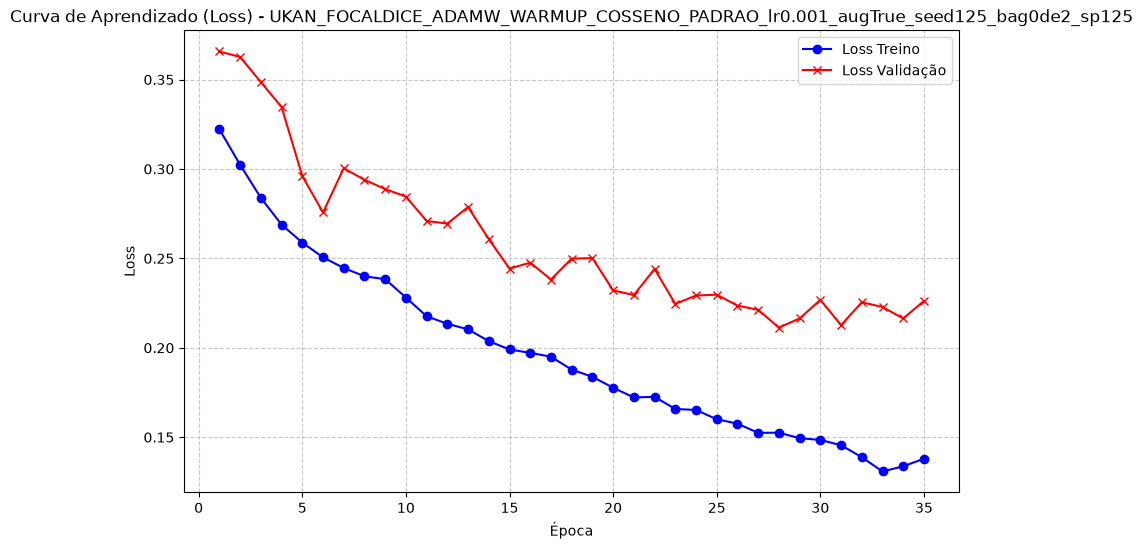 Curva de Aprendizado (Loss) - UKAN_FOCALDICE_ADAMW_WARMUP_COSSENO_PADRAO_lr0.001_augTrue_seed125_bag0de2_sp125
Loss Treino
Loss Validação
0.35
0.30
0.25
0.20
0.15
Loss
0
5
10
15
20
25
30
35
Época